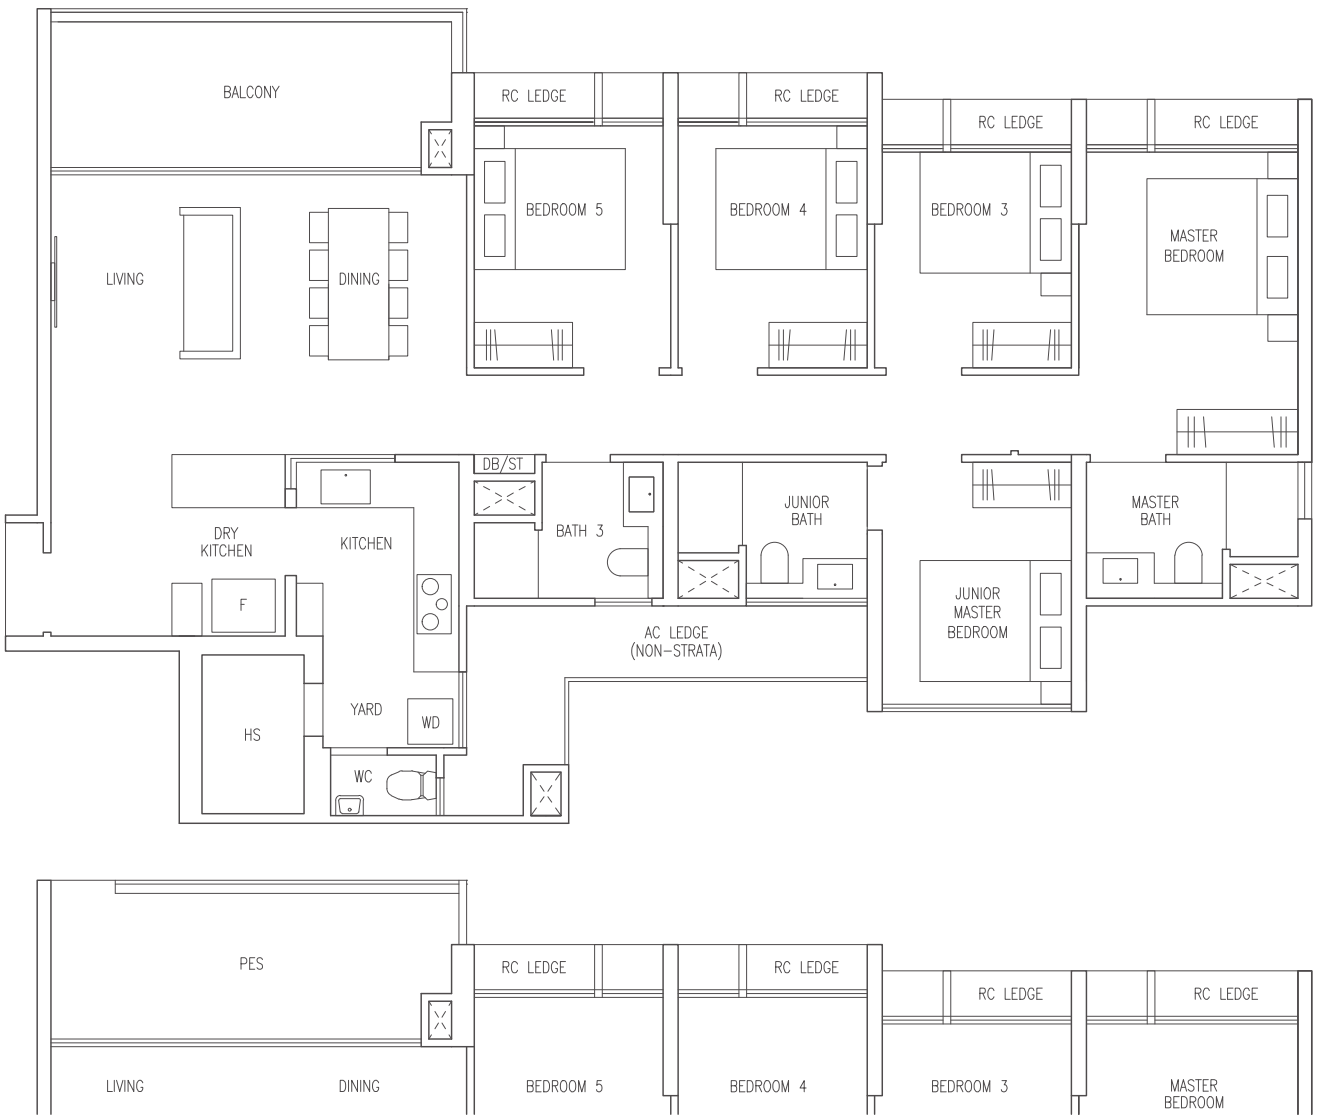 BALCONY
RC LEDGE
RC LEDGE
RC LEDGE
RC LEDGE
BEDROOM 5
BEDROOM 4
BEDROOM 3
MASTER
BEDROOM
LIVING
DINING
DB/ST
DRY
KITCHEN
KITCHEN
BATH 3
JUNIOR
BATH
MASTER
BATH
F
JUNIOR
MASTER
BEDROOM
AC LEDGE
(NON-STRATA)
YARD
WD
HS
WC
PES
RC LEDGE
RC LEDGE
RC LEDGE
RC LEDGE
LIVING
DINING
BEDROOM 5
BEDROOM 4
BEDROOM 3
MASTER
BEDROOM